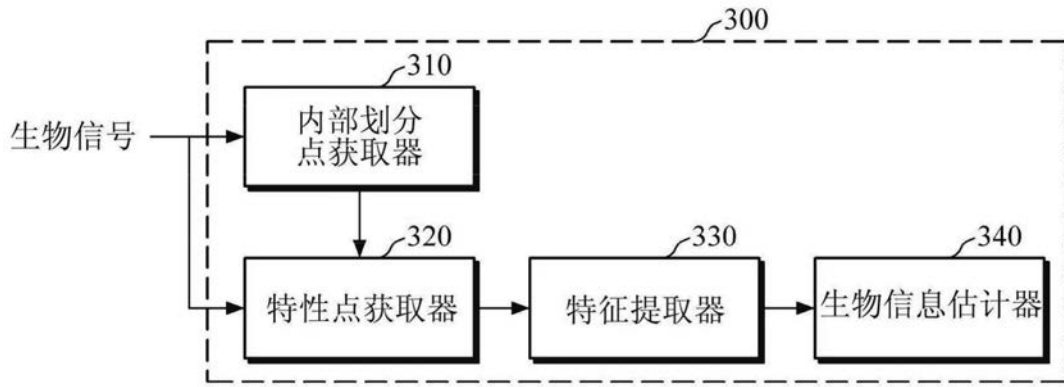 300
310
生物信号
内部划分
点获取器
320
330
340
特性点获取器
特征提取器
生物信息估计器